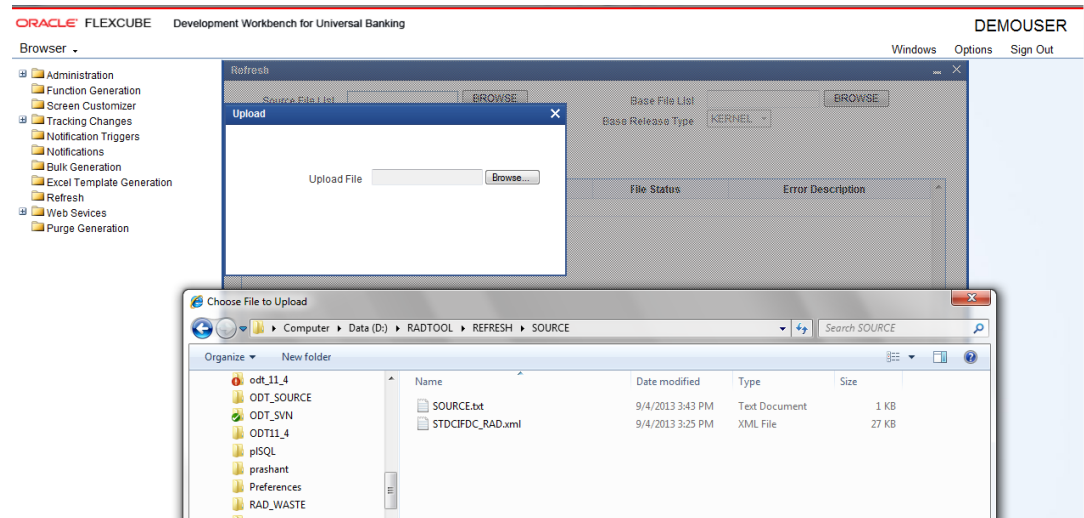 ORACLE® FLEXCUBE Development Workbench for Universal Banking DEMOUSER
Browser Windows Options Sign Out
Administration
Function Generation
Screen Customizer
Tracking Changes
Notification Triggers
Notifications
Bulk Generation
Excel Template Generation
Refresh
Web Sevices
Purge Generation
Refresh
Source File List BROWSE Base File List BROWSE
Base Release Type KERNEL
File Status Error Description
Upload
Upload File Browse...
Choose File to Upload
Computer Data (D:) RADTOOL REFRESH SOURCE Search SOURCE
Organize New folder
odt_11_4
ODT_SOURCE
ODT_SVN
ODT11_4
plSQL
prashant
Preferences
RAD_WASTE
Name Date modified Type Size
SOURCE.txt 9/4/2013 3:43 PM Text Document 1 KB
STDCIFDC_RAD.xml 9/4/2013 3:25 PM XML File 27 KB